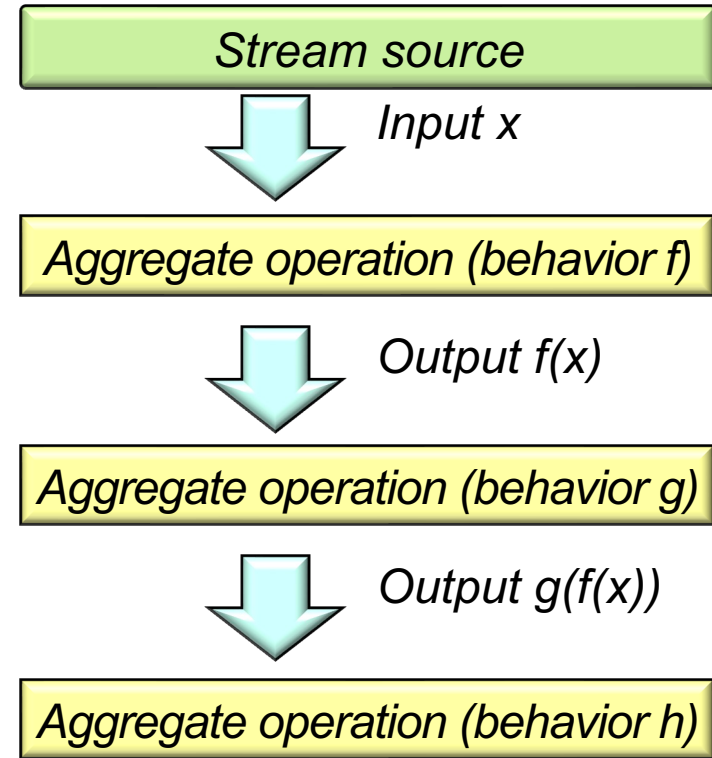 Stream source
Input x
Aggregate operation (behavior f)
Output f(x)
Aggregate operation (behavior g)
Output g(f(x))
Aggregate operation (behavior h)